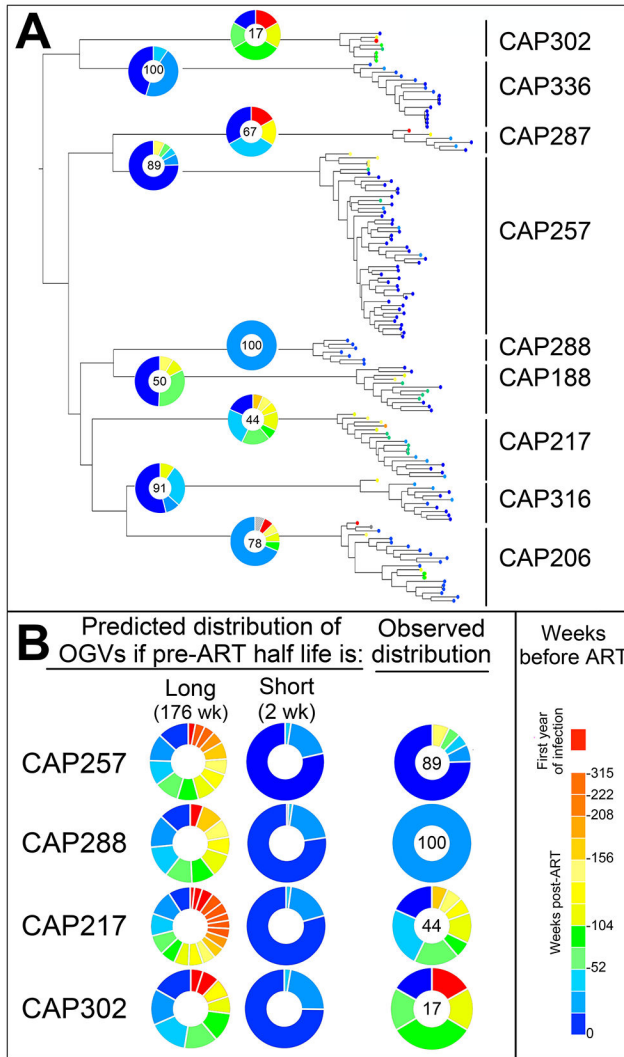 A
17
CAP302
100
CAP336
67
CAP287
89
CAP257
100
CAP288
50
CAP188
44
CAP217
91
CAP316
78
CAP206
B
Predicted distribution of
OGVs if pre-ART half life is:
Long
(176 wk)
Short
(2 wk)
Observed
distribution
CAP257
89
CAP288
100
CAP217
44
CAP302
17
Weeks
before ART
First year
of infection
Weeks post-ART
-315
-222
-208
-156
-104
-52
0